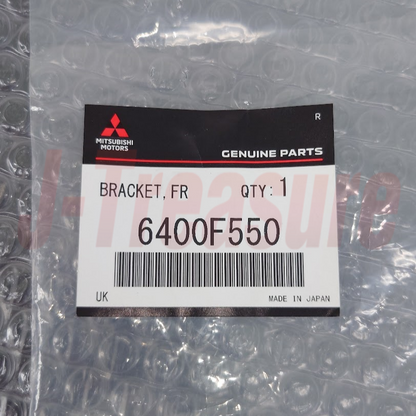 R
MITSUBISHI
MOTORS
GENUINE PARTS
BRACKET, FR QTY: 1
6400F550
J-Treasure
UK MADE IN JAPAN